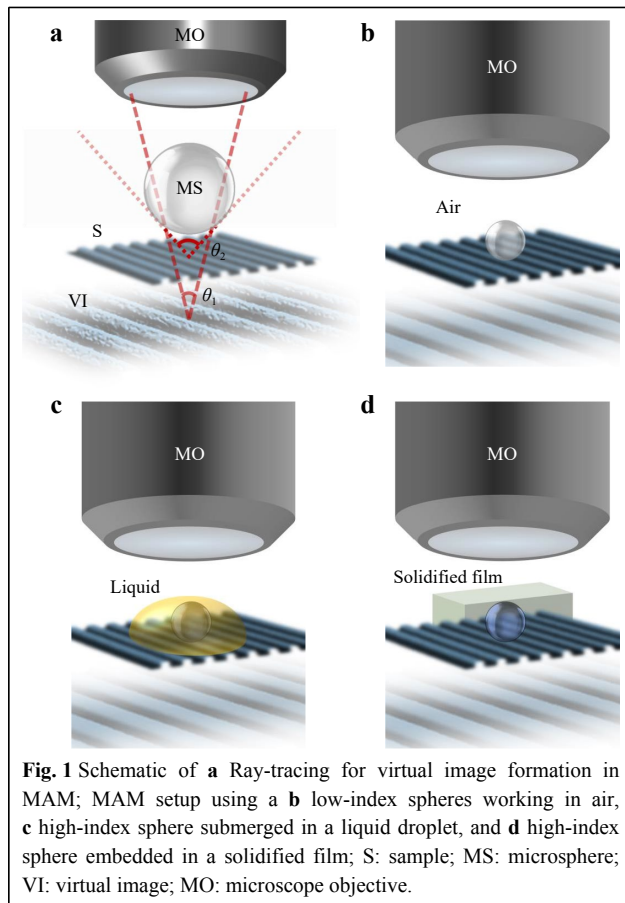 a
MO
MS
S
θ2
VI
θ1
b
MO
Air
c
MO
Liquid
d
MO
Solidified film
Fig. 1 Schematic of a Ray-tracing for virtual image formation in
MAM; MAM setup using a b low-index spheres working in air,
c high-index sphere submerged in a liquid droplet, and d high-index
sphere embedded in a solidified film; S: sample; MS: microsphere;
VI: virtual image; MO: microscope objective.